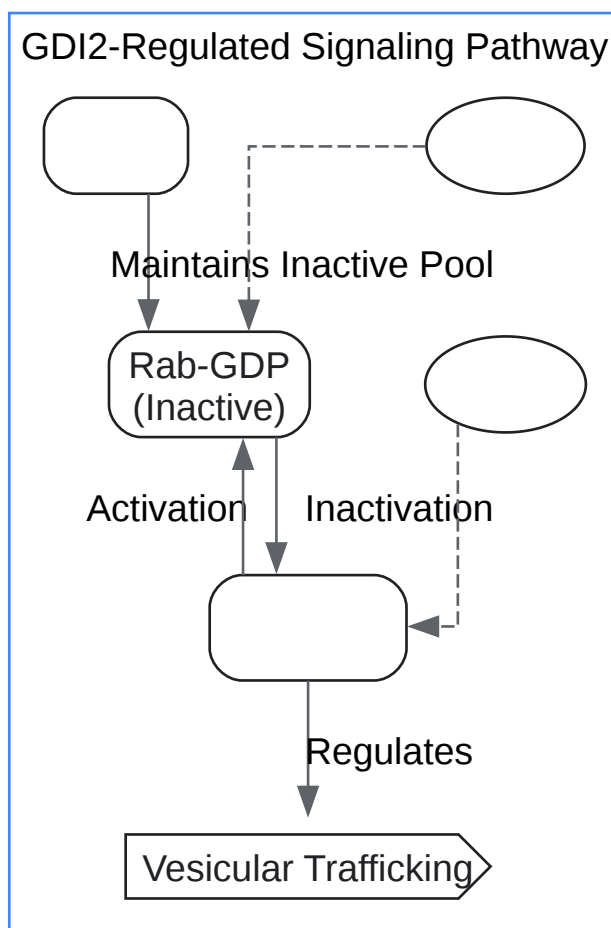 GDI2-Regulated Signaling Pathway
Maintains Inactive Pool
Rab-GDP
(Inactive)
Activation
Inactivation
Regulates
Vesicular Trafficking